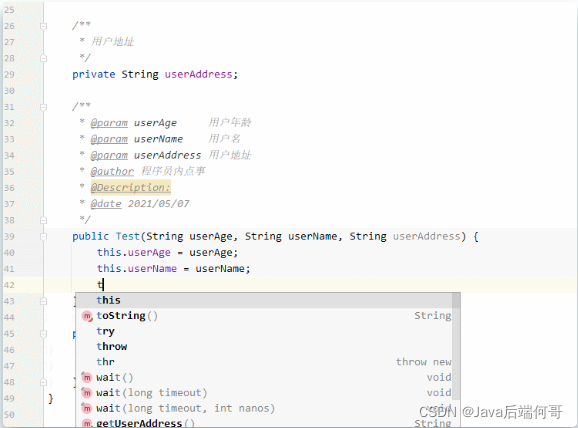 25
26 /**
27 * 用户地址
28 */
29 private String userAddress;
30
31 /**
32 * @param userAge 用户年龄
33 * @param userName 用户名
34 * @param userAddress 用户地址
35 * @author 程序员内点事
36 * @Description:
37 * @date 2021/05/07
38 */
39 public Test(String userAge, String userName, String userAddress) {
40 this.userAge = userAge;
41 this.userName = userName;
42 t
43 }
this
44
toString() String
45 p
try
46
throw
47
thr throw new
48 }
wait() void
49 }
wait(long timeout) void
50
wait(long timeout, int nanos)
getUserAddress() String
CSDN @Java后端何哥